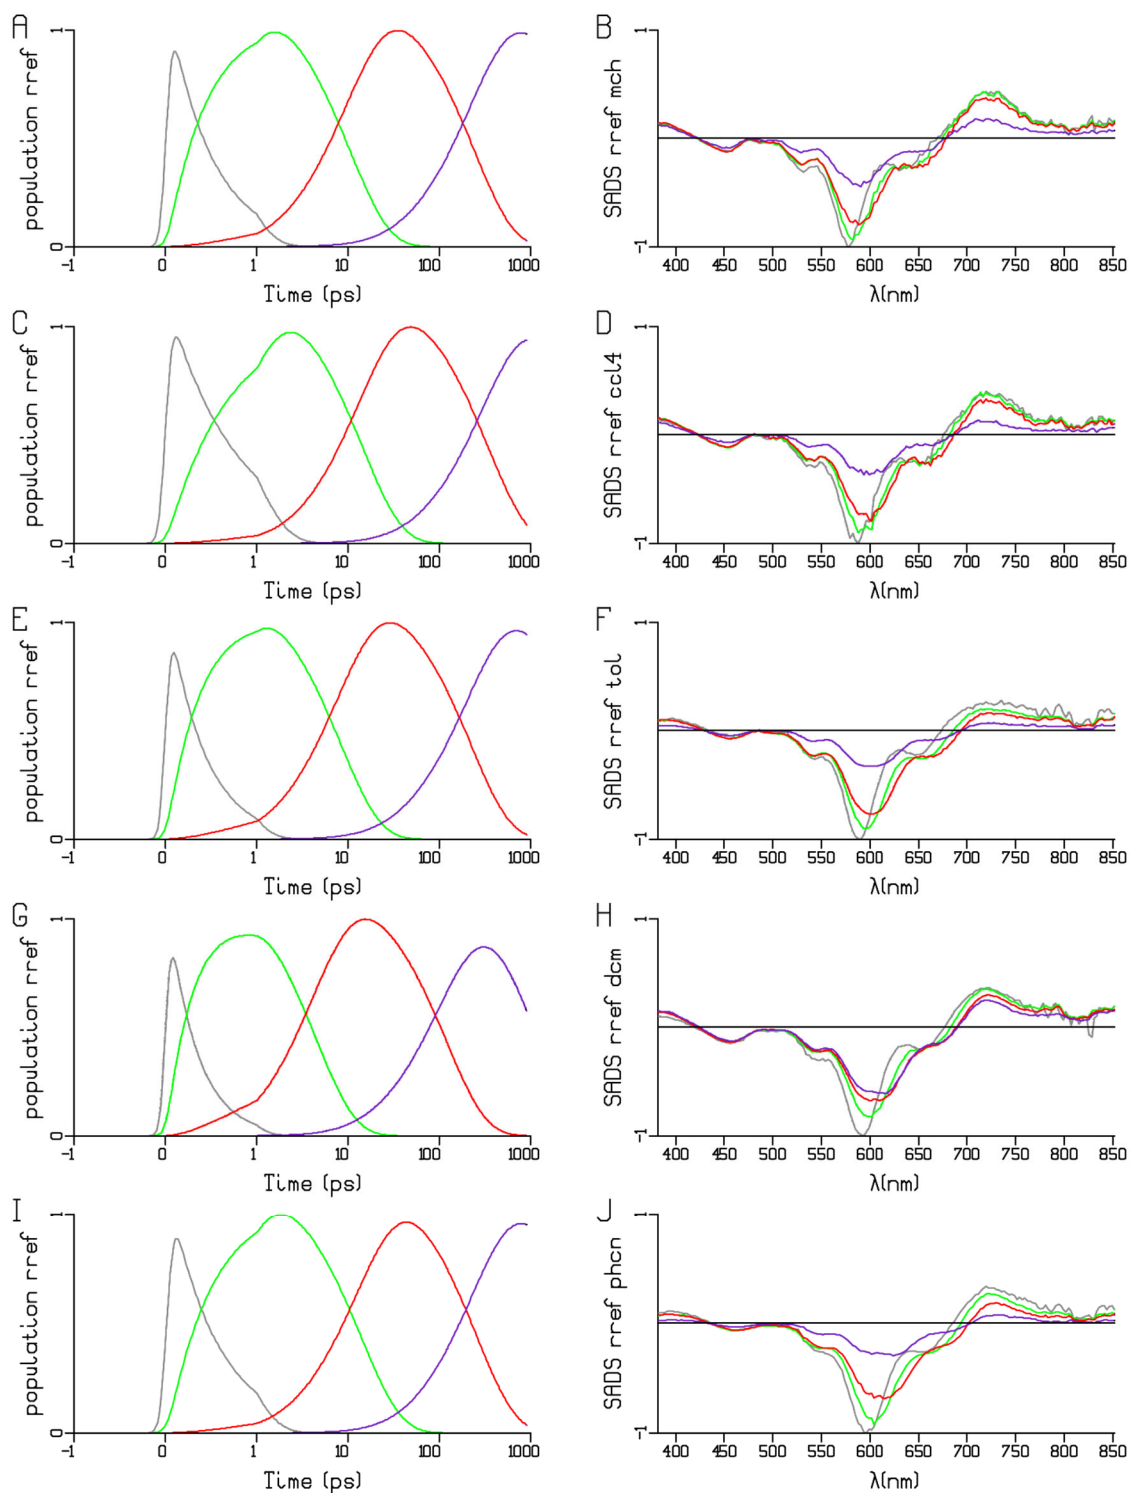 A
population rref
1
0
-1 0 1 10 100 1000
Time (ps)
B
SADS rref mch
1
-1
400 450 500 550 600 650 700 750 800 850
λ(nm)
C
population rref
1
0
-1 0 1 10 100 1000
Time (ps)
D
SADS rref ccl4
1
-1
400 450 500 550 600 650 700 750 800 850
λ(nm)
E
population rref
1
0
-1 0 1 10 100 1000
Time (ps)
F
SADS rref tol
1
-1
400 450 500 550 600 650 700 750 800 850
λ(nm)
G
population rref
1
0
-1 0 1 10 100 1000
Time (ps)
H
SADS rref dcm
1
-1
400 450 500 550 600 650 700 750 800 850
λ(nm)
I
population rref
1
0
-1 0 1 10 100 1000
Time (ps)
J
SADS rref phcn
1
-1
400 450 500 550 600 650 700 750 800 850
λ(nm)